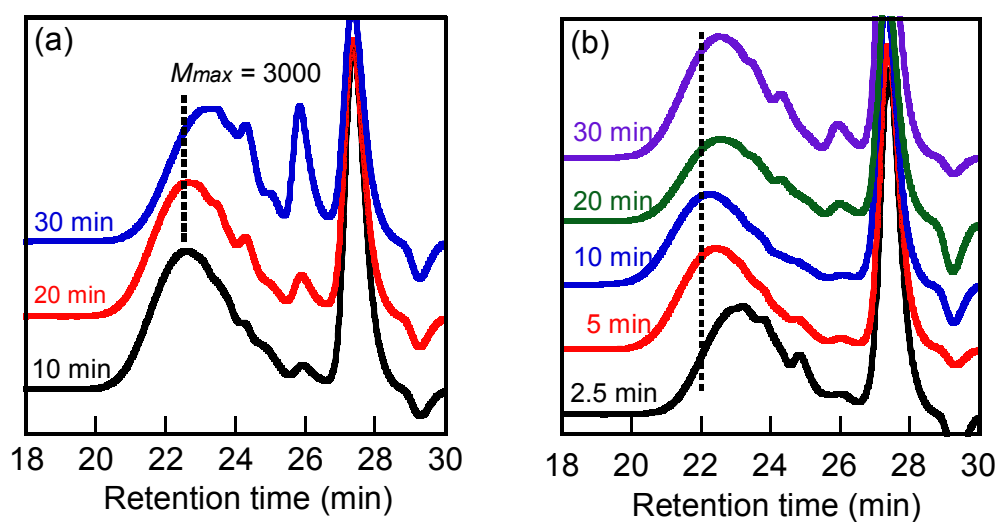 (a)
Mmax = 3000
30 min
20 min
10 min
18 20 22 24 26 28 30
Retention time (min)
(b)
30 min
20 min
10 min
5 min
2.5 min
18 20 22 24 26 28 30
Retention time (min)